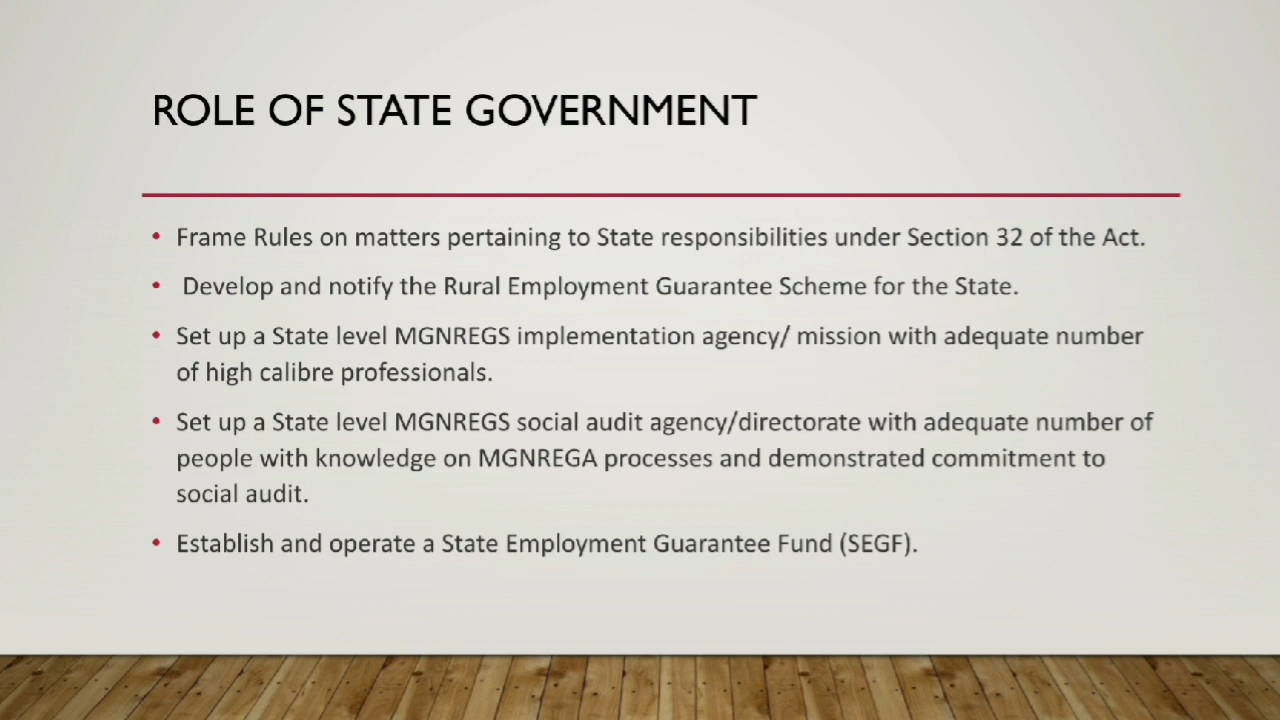 ROLE OF STATE GOVERNMENT
• Frame Rules on matters pertaining to State responsibilities under Section 32 of the Act.
• Develop and notify the Rural Employment Guarantee Scheme for the State.
• Set up a State level MGNREGS implementation agency/ mission with adequate number
of high calibre professionals.
• Set up a State level MGNREGS social audit agency/directorate with adequate number of
people with knowledge on MGNREGA processes and demonstrated commitment to
social audit.
• Establish and operate a State Employment Guarantee Fund (SEGF).